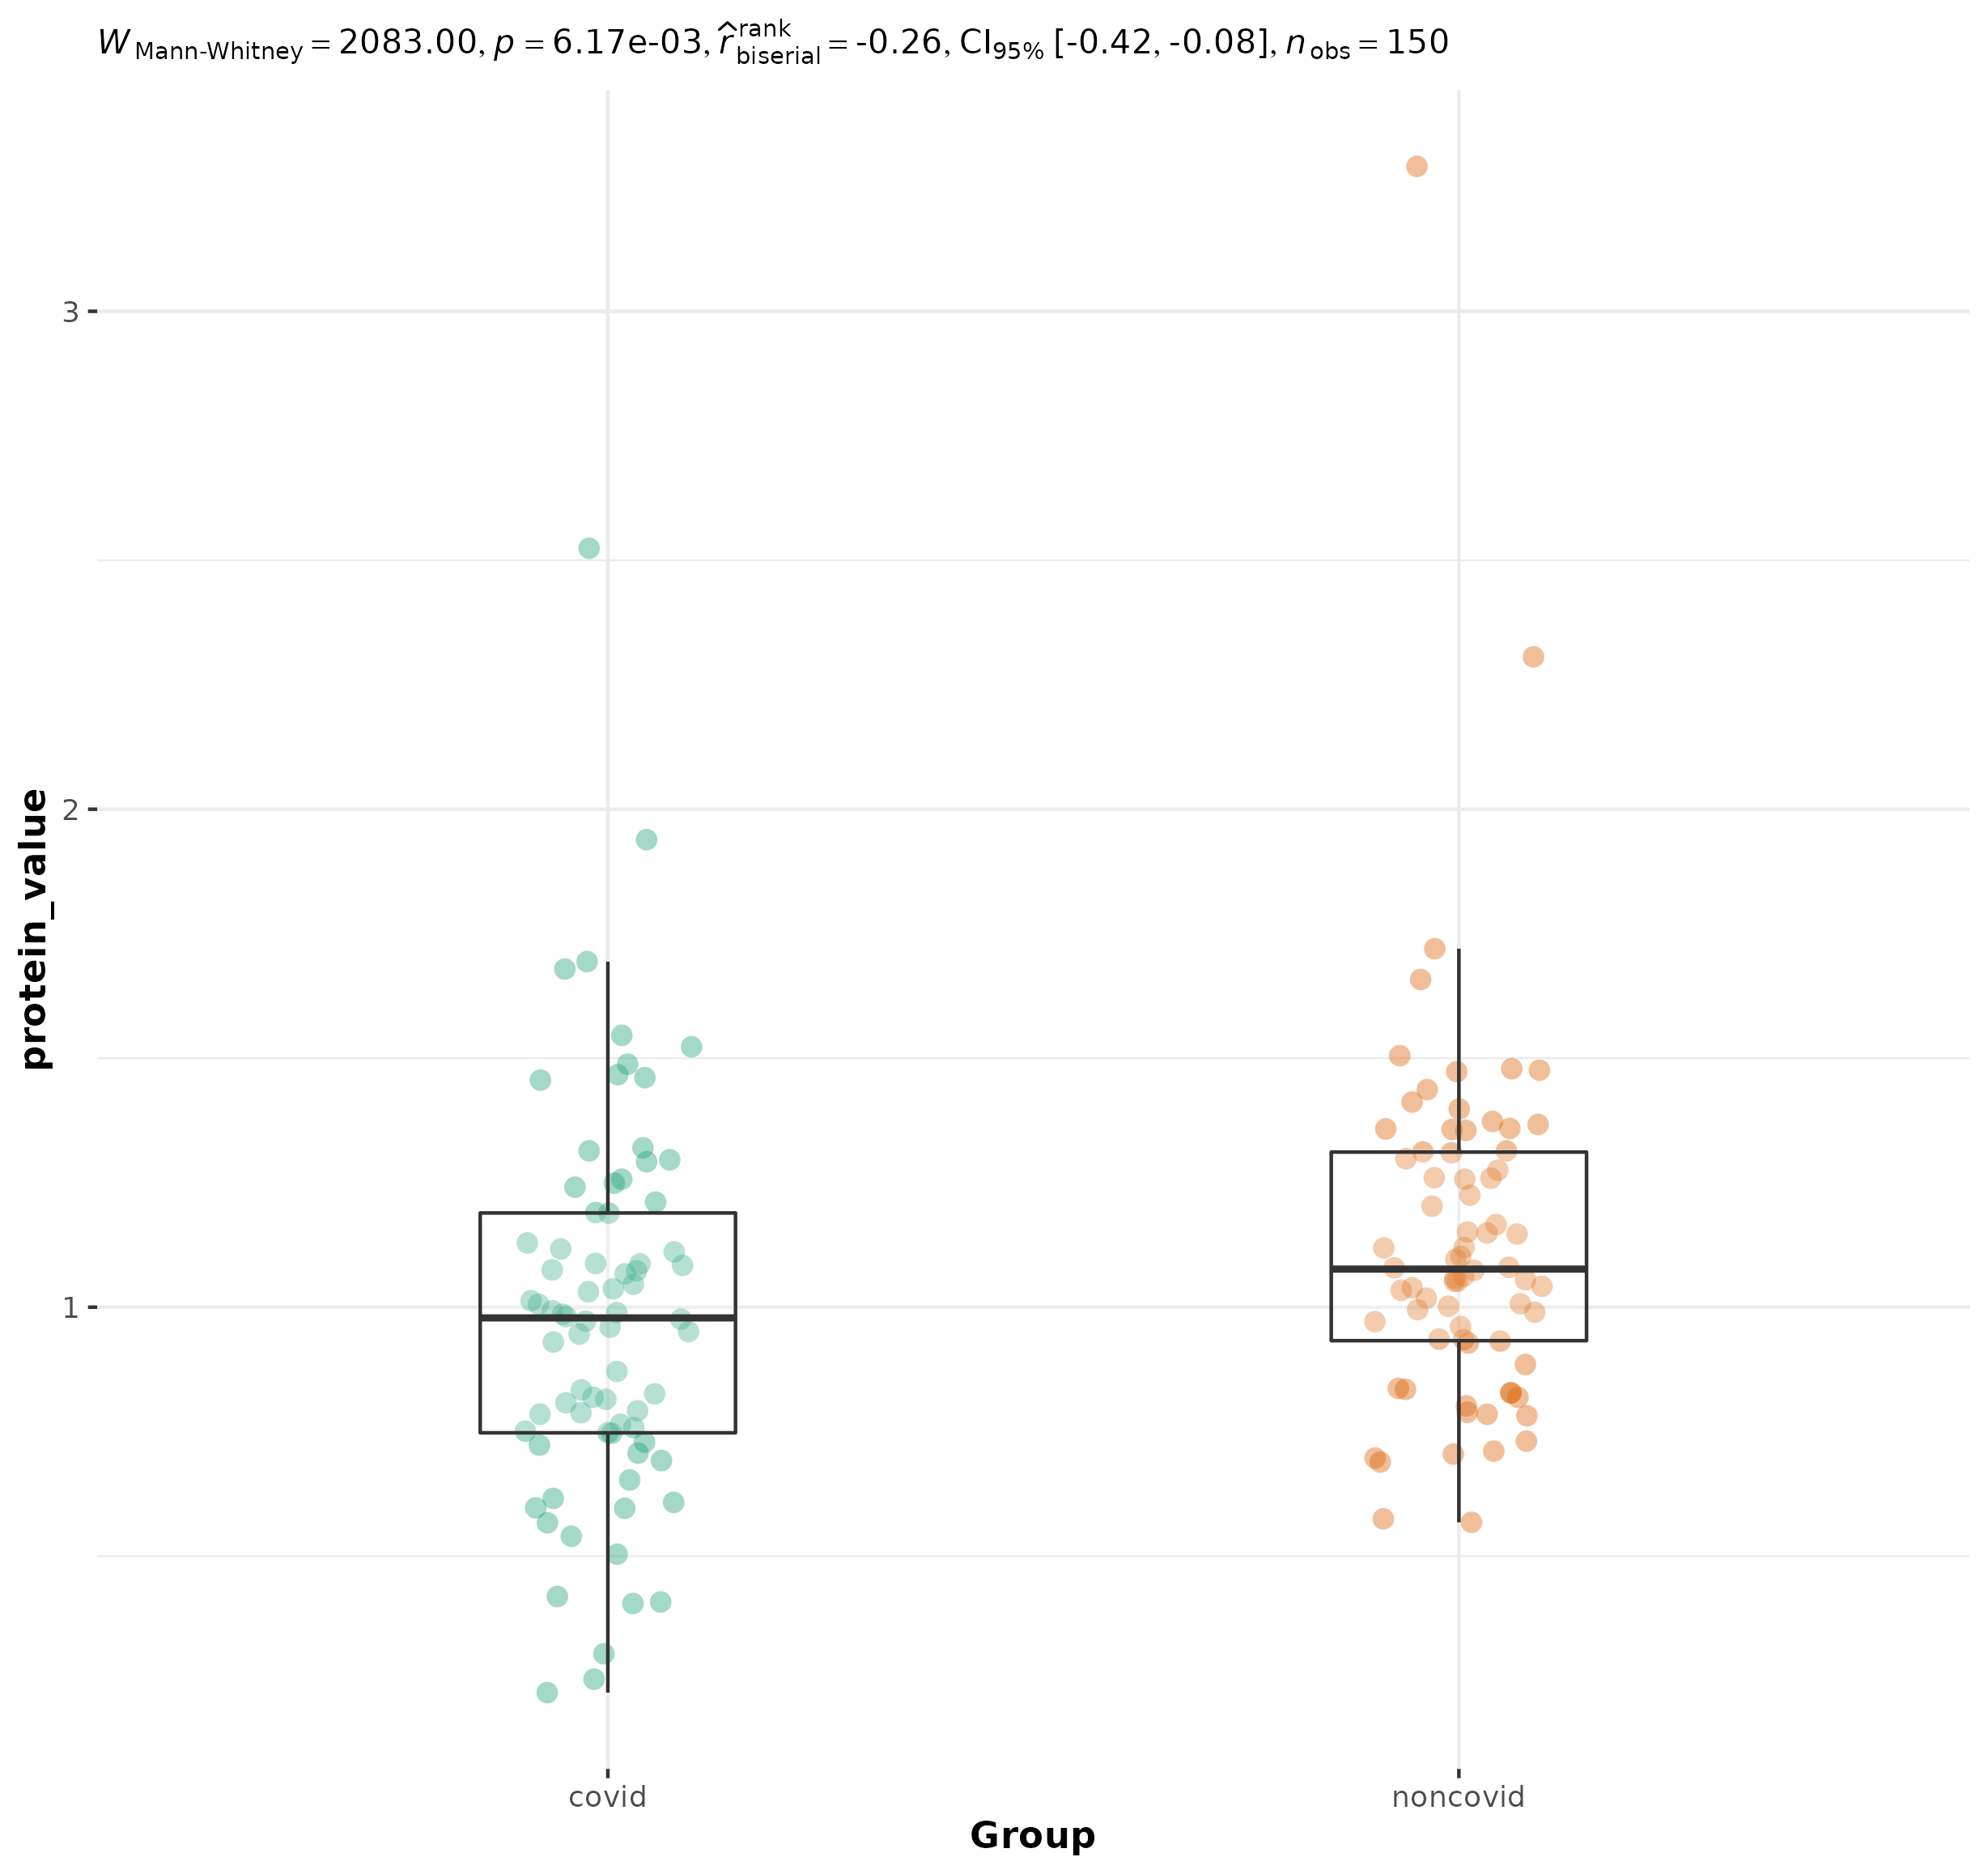 W Mann-Whitney = 2083.00, p = 6.17e-03, r̂ rank biserial = -0.26, CI95% [-0.42, -0.08], n obs = 150
3
2
1
protein_value
covid noncovid
Group